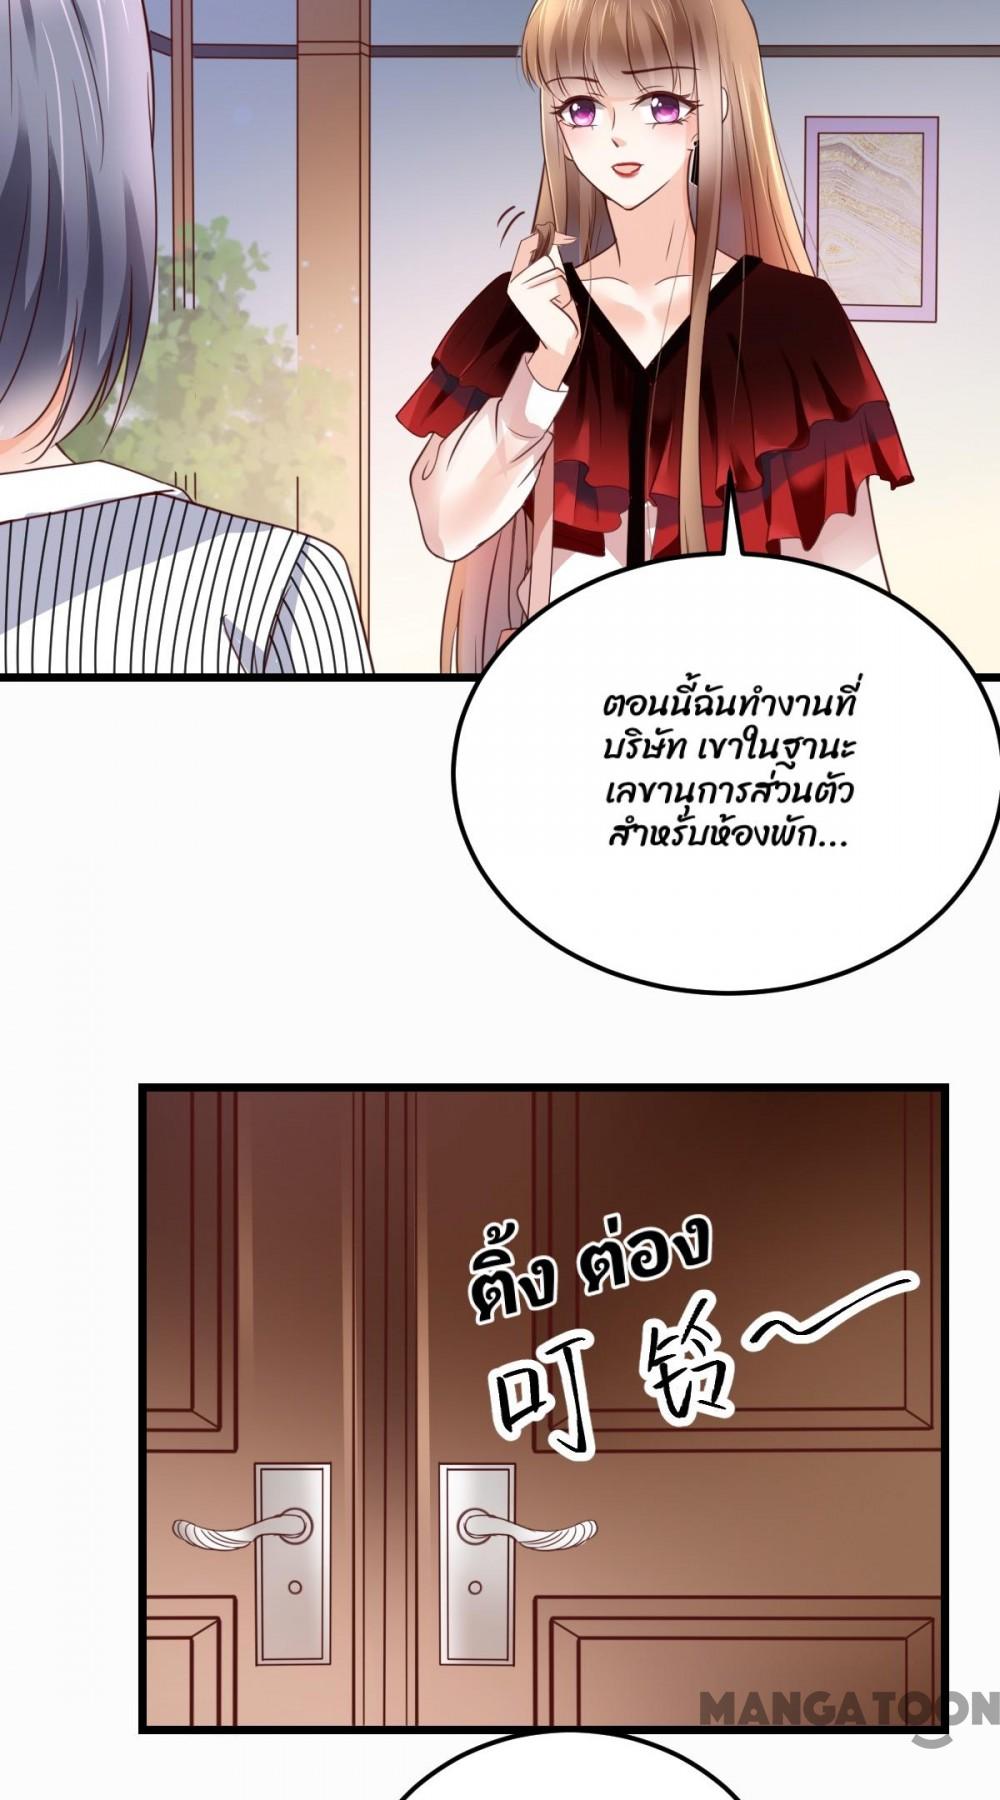 ตอนนี้ฉันทำงานที่
บริษัท เขาในฐานะ
เลขานุการส่วนตัว
สำหรับห้องพัก...
ติ้ง ต่อง
叮 铃~
MANGATOON